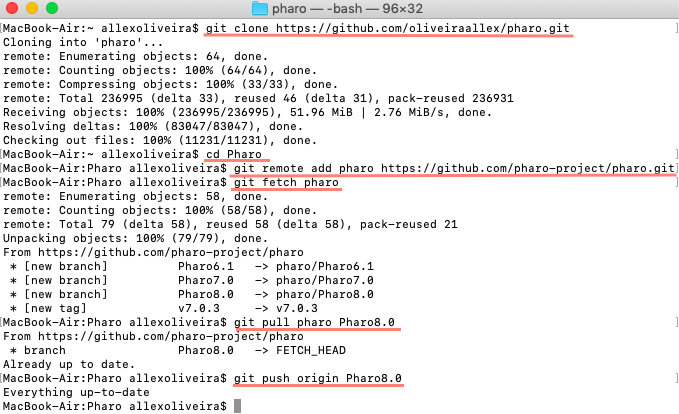 pharo — -bash — 96×32
[MacBook-Air:~ allexoliveira$ git clone https://github.com/oliveiraallex/pharo.git ]
Cloning into 'pharo'...
remote: Enumerating objects: 64, done.
remote: Counting objects: 100% (64/64), done.
remote: Compressing objects: 100% (33/33), done.
remote: Total 236995 (delta 33), reused 46 (delta 31), pack-reused 236931
Receiving objects: 100% (236995/236995), 51.96 MiB | 2.76 MiB/s, done.
Resolving deltas: 100% (83047/83047), done.
Checking out files: 100% (11231/11231), done.
[MacBook-Air:~ allexoliveira$ cd Pharo ]
[MacBook-Air:Pharo allexoliveira$ git remote add pharo https://github.com/pharo-project/pharo.git]
[MacBook-Air:Pharo allexoliveira$ git fetch pharo ]
remote: Enumerating objects: 58, done.
remote: Counting objects: 100% (58/58), done.
remote: Total 79 (delta 58), reused 58 (delta 58), pack-reused 21
Unpacking objects: 100% (79/79), done.
From https://github.com/pharo-project/pharo
 * [new branch]          Pharo6.1   -> pharo/Pharo6.1
 * [new branch]          Pharo7.0   -> pharo/Pharo7.0
 * [new branch]          Pharo8.0   -> pharo/Pharo8.0
 * [new tag]             v7.0.3     -> v7.0.3
[MacBook-Air:Pharo allexoliveira$ git pull pharo Pharo8.0 ]
From https://github.com/pharo-project/pharo
 * branch                Pharo8.0   -> FETCH_HEAD
Already up to date.
[MacBook-Air:Pharo allexoliveira$ git push origin Pharo8.0 ]
Everything up-to-date
MacBook-Air:Pharo allexoliveira$